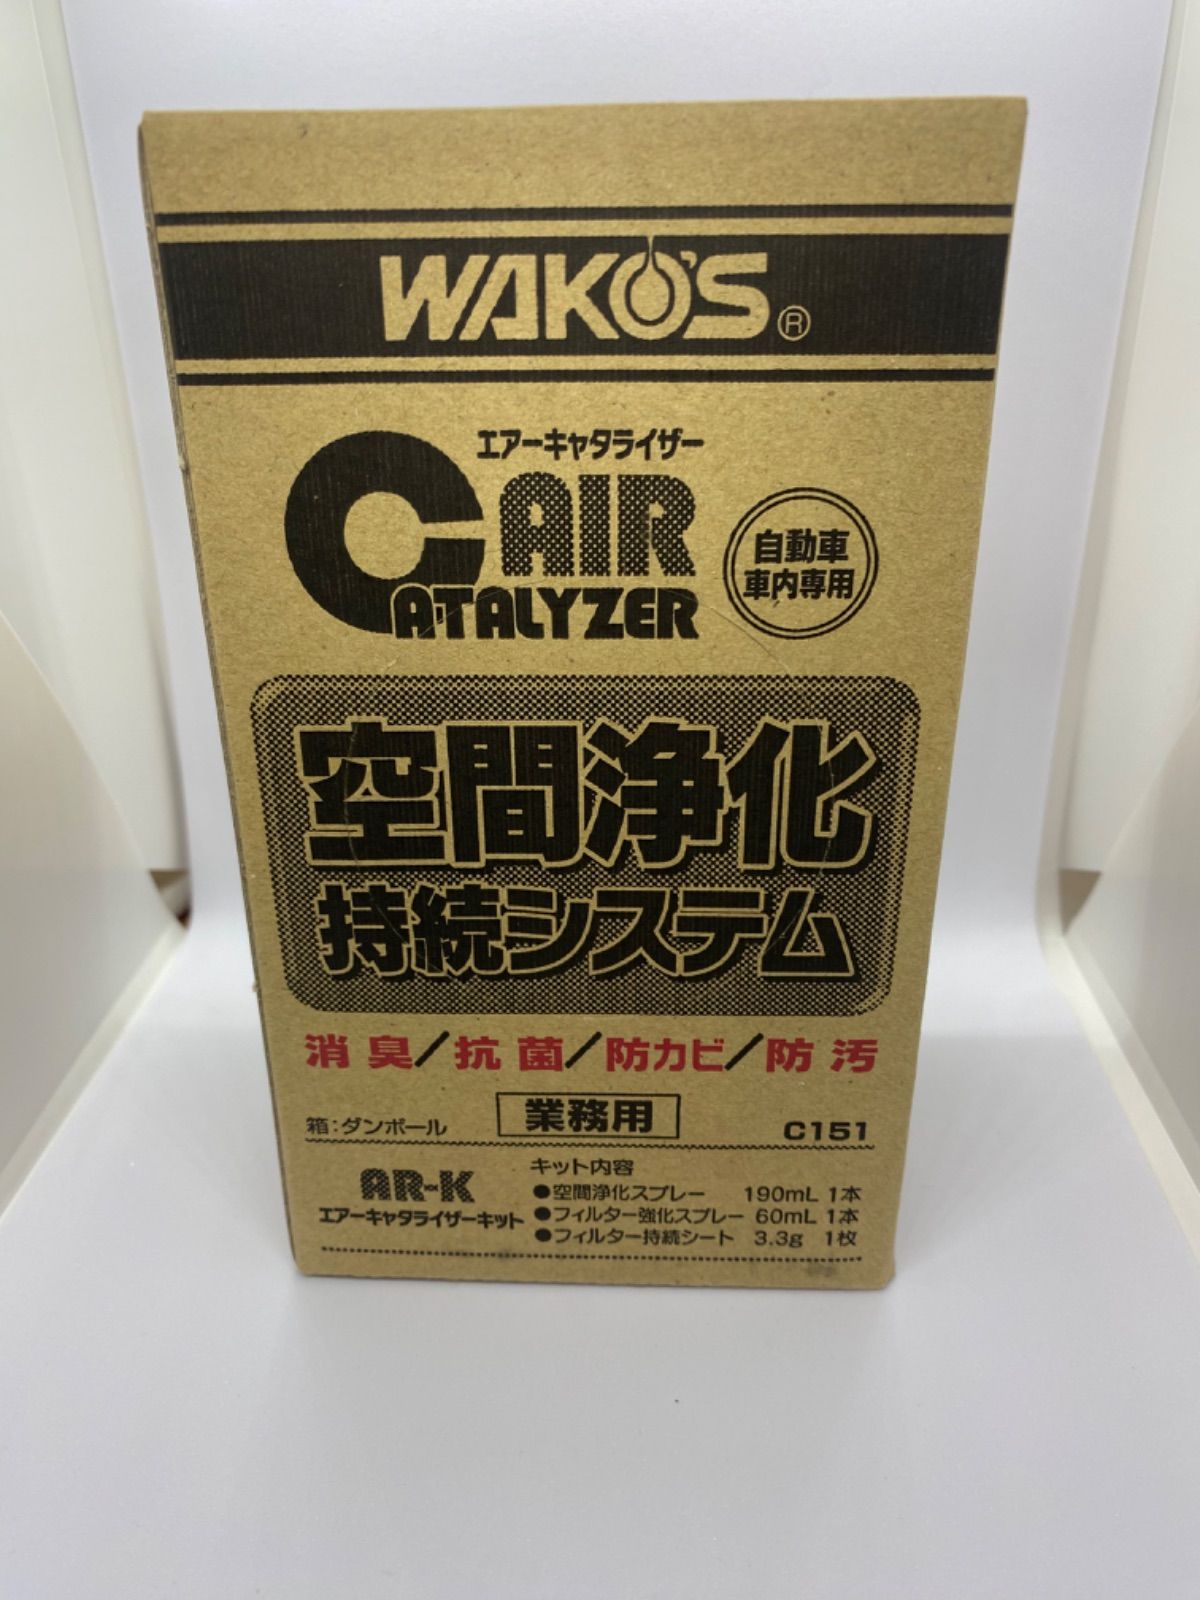 WAKO'S®
エアーキャタライザー
AIR
CATALYZER
自動車
車内専用
空間浄化
持続システム
消臭/抗菌/防カビ/防汚
箱:ダンボール 業務用 C151
AR-K
エアーキャタライザーキット
キット内容
●空間浄化スプレー 190mL 1本
●フィルター強化スプレー 60mL 1本
●フィルター持続シート 3.3g 1枚